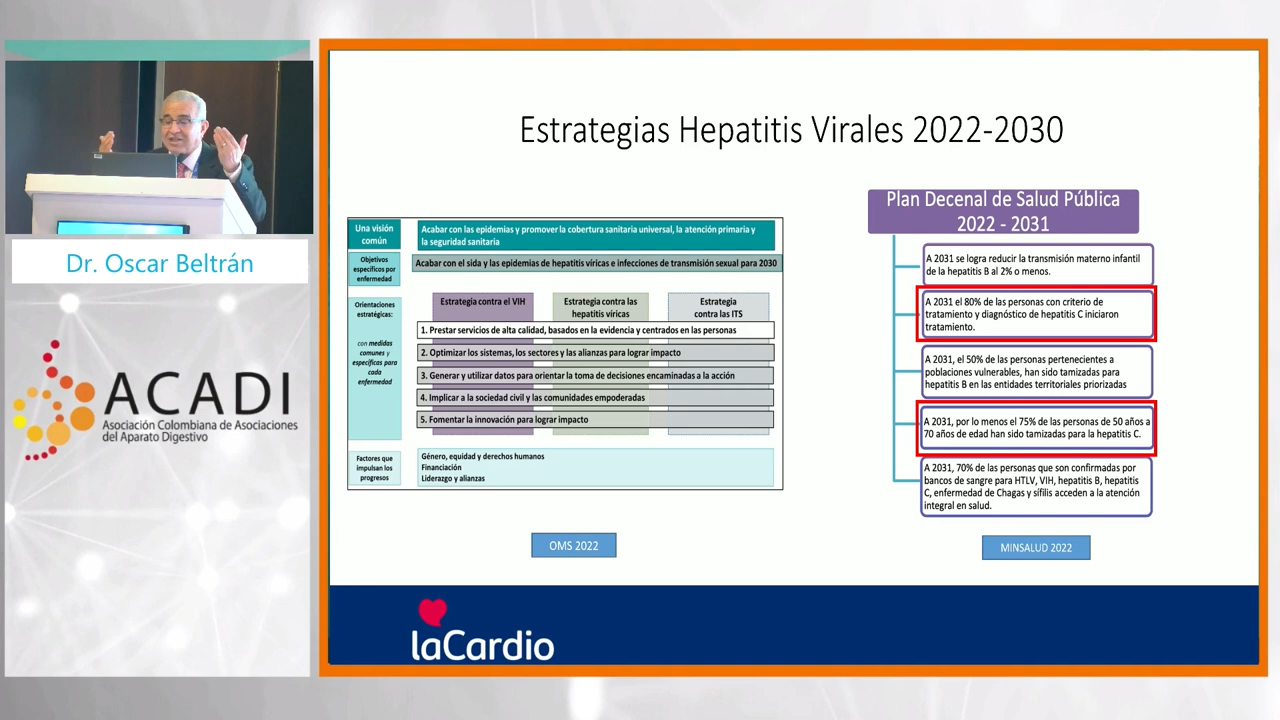 Dr. Oscar Beltrán
ACADI
Asociación Colombiana de Asociaciones
del Aparato Digestivo
Estrategias Hepatitis Virales 2022-2030
Una visión
común
Acabar con las epidemias y promover la cobertura sanitaria universal, la atención primaria y
la seguridad sanitaria
Objetivos
específicos por
enfermedad
Acabar con el sida y las epidemias de hepatitis víricas e infecciones de transmisión sexual para 2030
Orientaciones
estratégicas:
con medidas
comunes y
específicas para
cada
enfermedad
Estrategia contra el VIH
Estrategia contra las
hepatitis víricas
Estrategia
contra las ITS
1. Prestar servicios de alta calidad, basados en la evidencia y centrados en las personas
2. Optimizar los sistemas, los sectores y las alianzas para lograr impacto
3. Generar y utilizar datos para orientar la toma de decisiones encaminadas a la acción
4. Implicar a la sociedad civil y las comunidades empoderadas
5. Fomentar la innovación para lograr impacto
Factores que
impulsan los
progresos
Género, equidad y derechos humanos
Financiación
Liderazgo y alianzas
OMS 2022
Plan Decenal de Salud Pública
2022 - 2031
A 2031 se logra reducir la transmisión materno infantil
de la hepatitis B al 2% o menos.
A 2031 el 80% de las personas con criterio de
tratamiento y diagnóstico de hepatitis C iniciaron
tratamiento.
A 2031, el 50% de las personas pertenecientes a
poblaciones vulnerables, han sido tamizadas para
hepatitis B en las entidades territoriales priorizadas
A 2031, por lo menos el 75% de las personas de 50 años a
70 años de edad han sido tamizadas para la hepatitis C.
A 2031, 70% de las personas que son confirmadas por
bancos de sangre para HTLV, VIH, hepatitis B, hepatitis
C, enfermedad de Chagas y sífilis acceden a la atención
integral en salud.
MINSALUD 2022
laCardio